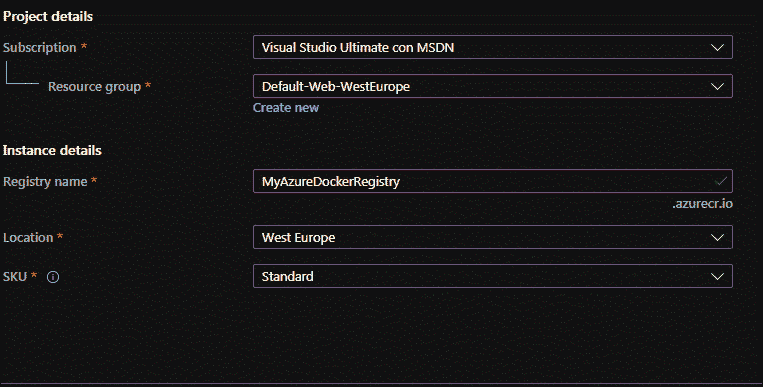 Project details
Subscription *
Visual Studio Ultimate con MSDN
Resource group *
Default-Web-WestEurope
Create new
Instance details
Registry name *
MyAzureDockerRegistry
.azurecr.io
Location *
West Europe
SKU *
Standard